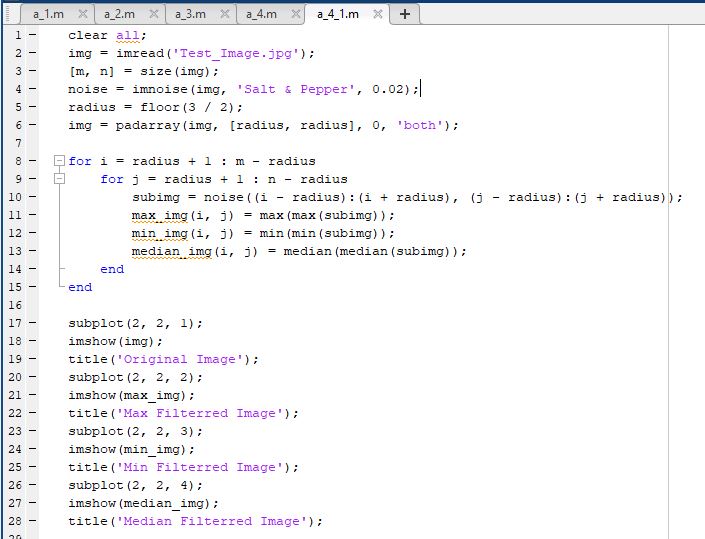 a_1.m × a_2.m × a_3.m × a_4.m × a_4_1.m × +
1 - clear all;
2 - img = imread('Test_Image.jpg');
3 - [m, n] = size(img);
4 - noise = imnoise(img, 'Salt & Pepper', 0.02);
5 - radius = floor(3 / 2);
6 - img = padarray(img, [radius, radius], 0, 'both');
7
8 - for i = radius + 1 : m - radius
9 - for j = radius + 1 : n - radius
10 - subimg = noise((i - radius):(i + radius), (j - radius):(j + radius));
11 - max_img(i, j) = max(max(subimg));
12 - min_img(i, j) = min(min(subimg));
13 - median_img(i, j) = median(median(subimg));
14 - end
15 - end
16
17 - subplot(2, 2, 1);
18 - imshow(img);
19 - title('Original Image');
20 - subplot(2, 2, 2);
21 - imshow(max_img);
22 - title('Max Filterred Image');
23 - subplot(2, 2, 3);
24 - imshow(min_img);
25 - title('Min Filterred Image');
26 - subplot(2, 2, 4);
27 - imshow(median_img);
28 - title('Median Filterred Image');
29